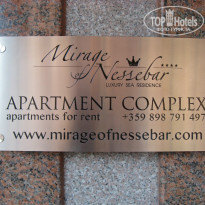 TOP Hotels
Mirage
of Nessebar ****
LUXURY SEA RESIDENCE
APARTMENT COMPLEX
apartments for rent +359 898 791 497
www.mirageofnessebar.com